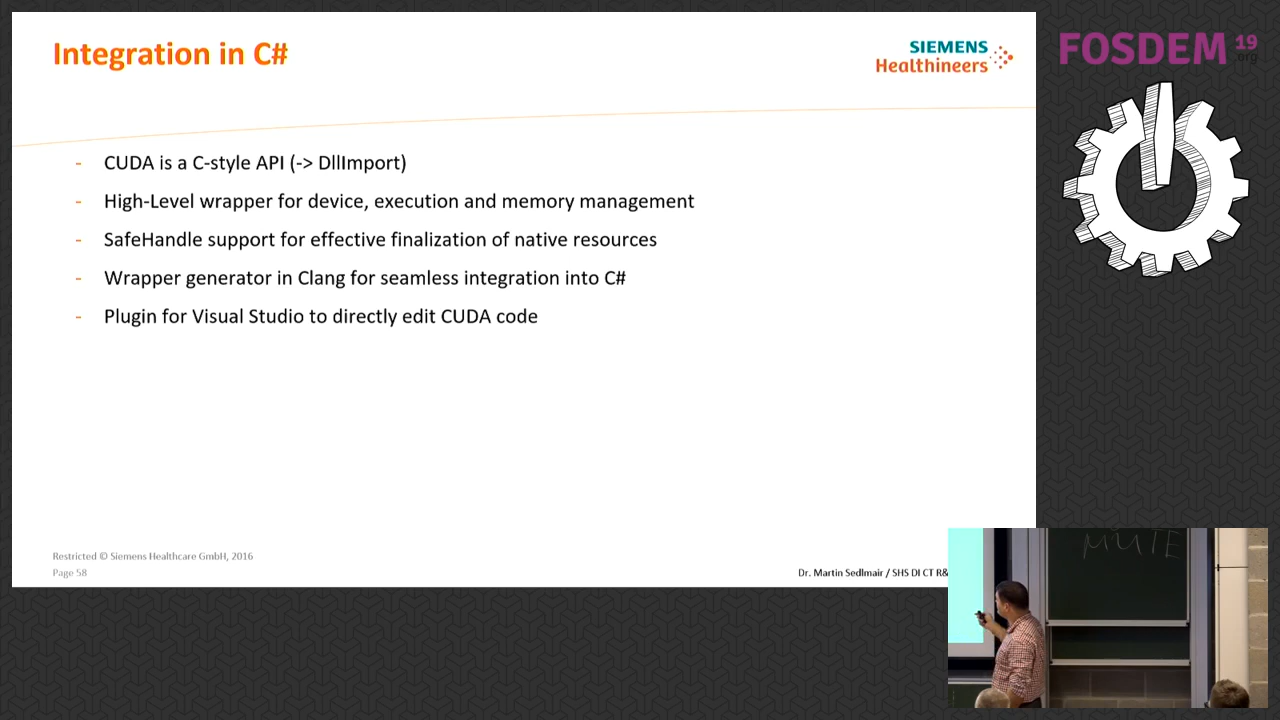 Integration in C#
SIEMENS
Healthineers
FOSDEM 19
.org
- CUDA is a C-style API (-> DllImport)
- High-Level wrapper for device, execution and memory management
- SafeHandle support for effective finalization of native resources
- Wrapper generator in Clang for seamless integration into C#
- Plugin for Visual Studio to directly edit CUDA code
Restricted © Siemens Healthcare GmbH, 2016
Page 58
Dr. Martin Sedlmair / SHS DI CT R&
MUTE